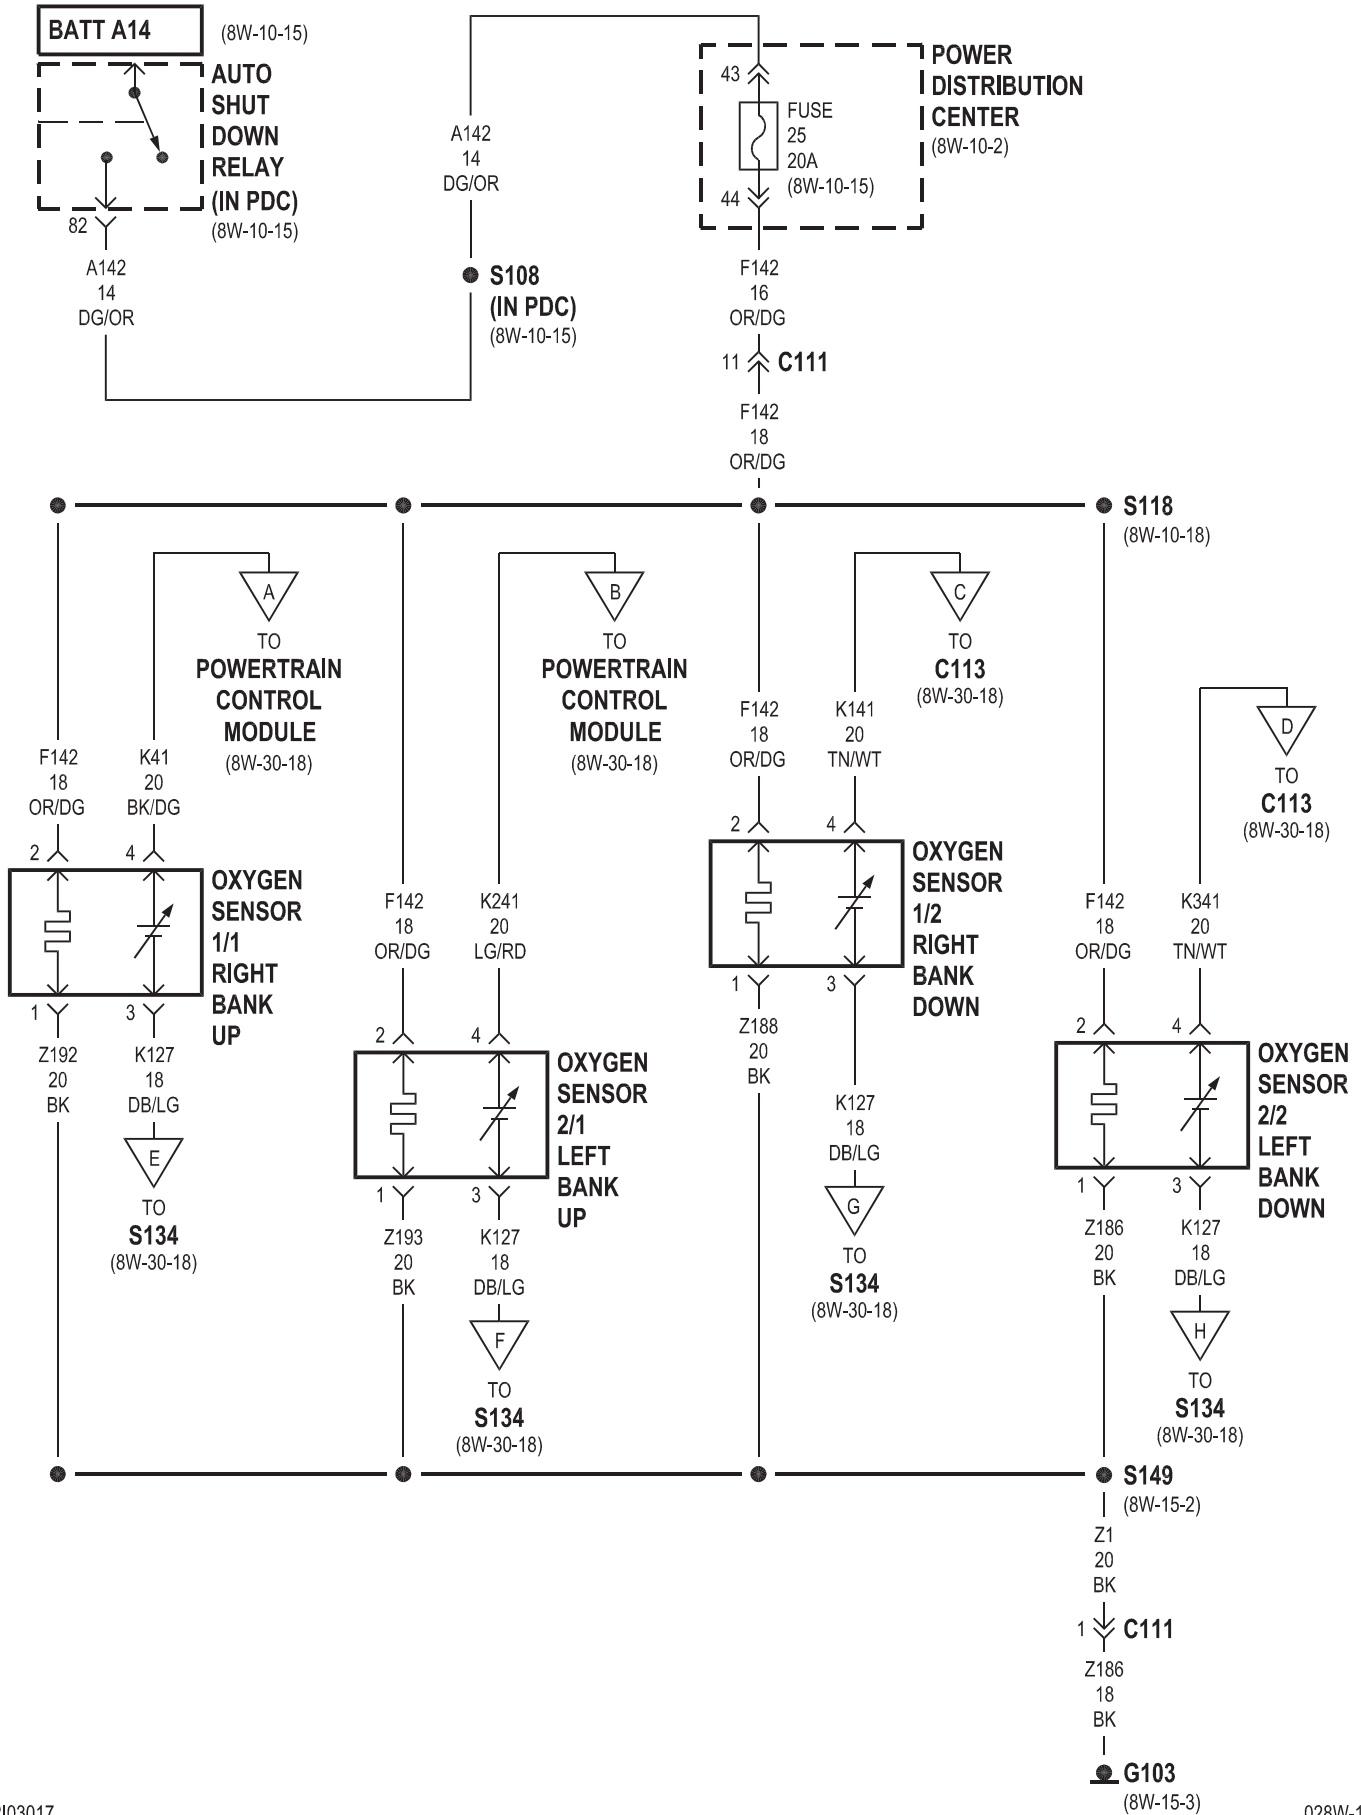 BATT A14
(8W-10-15)
AUTO
SHUT
DOWN
RELAY
(IN PDC)
(8W-10-15)
82
A142
14
DG/OR
A142
14
DG/OR
S108
(IN PDC)
(8W-10-15)
POWER
DISTRIBUTION
CENTER
(8W-10-2)
43
FUSE
25
20A
(8W-10-15)
44
F142
16
OR/DG
11
C111
F142
18
OR/DG
S118
(8W-10-18)
A
TO
POWERTRAIN
CONTROL
MODULE
(8W-30-18)
B
TO
POWERTRAIN
CONTROL
MODULE
(8W-30-18)
C
TO
C113
(8W-30-18)
D
TO
C113
(8W-30-18)
F142
18
OR/DG
K41
20
BK/DG
2
4
OXYGEN
SENSOR
1/1
RIGHT
BANK
UP
1
3
Z192
20
BK
K127
18
DB/LG
E
TO
S134
(8W-30-18)
F142
18
OR/DG
K241
20
LG/RD
2
4
OXYGEN
SENSOR
2/1
LEFT
BANK
UP
1
3
Z193
20
BK
K127
18
DB/LG
F
TO
S134
(8W-30-18)
F142
18
OR/DG
K141
20
TN/WT
2
4
OXYGEN
SENSOR
1/2
RIGHT
BANK
DOWN
1
3
Z188
20
BK
K127
18
DB/LG
G
TO
S134
(8W-30-18)
F142
18
OR/DG
K341
20
TN/WT
2
4
OXYGEN
SENSOR
2/2
LEFT
BANK
DOWN
1
3
Z186
20
BK
K127
18
DB/LG
H
TO
S134
(8W-30-18)
S149
(8W-15-2)
Z1
20
BK
1
C111
Z186
18
BK
G103
(8W-15-3)
028W-1